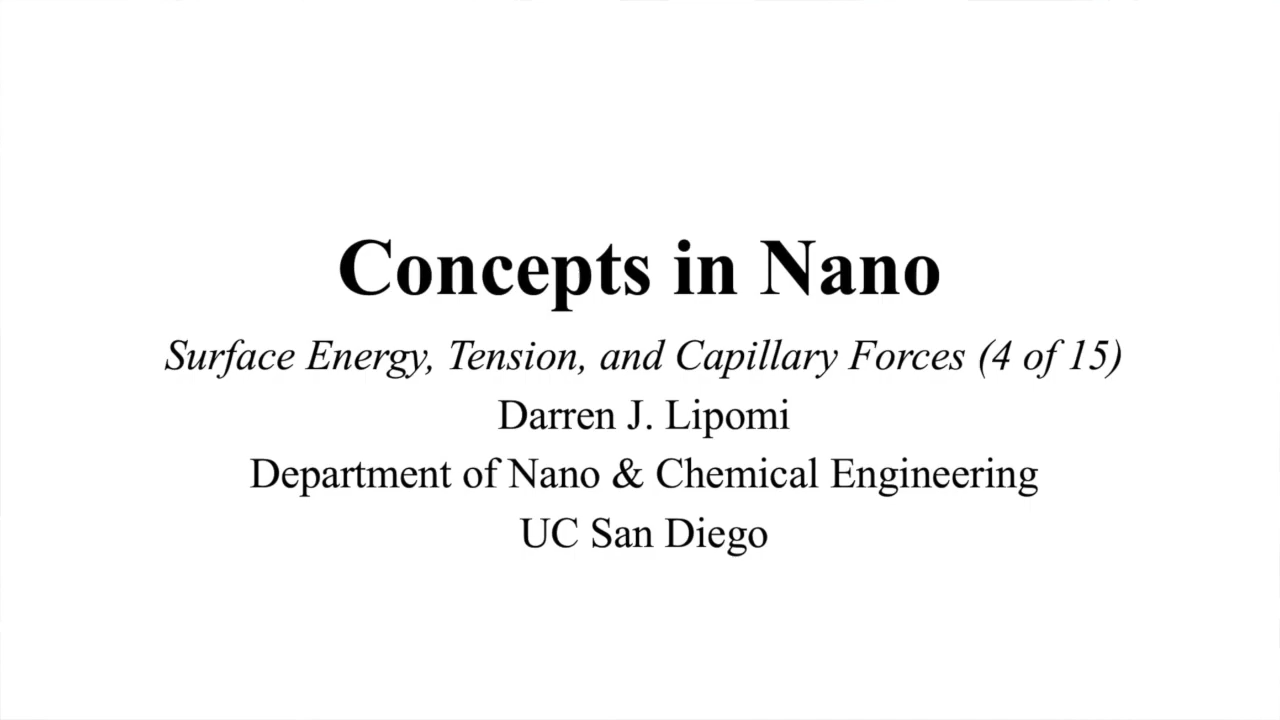 Concepts in Nano
Surface Energy, Tension, and Capillary Forces (4 of 15)
Darren J. Lipomi
Department of Nano & Chemical Engineering
UC San Diego